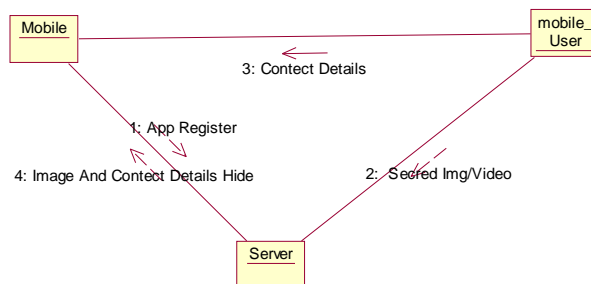 Mobile
mobile_
User
3: Contect Details
1: App Register
4: Image And Contect Details Hide
2: Secred Img/Video
Server